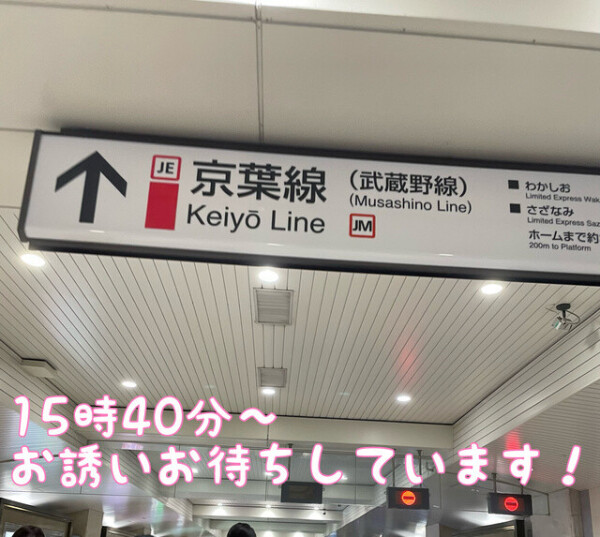 JE
京葉線
Keiyō Line
(武蔵野線)
(Musashino Line)
JM
わかしお
Limited Express Wak
さざなみ
Limited Express Saz
ホームまで約
200m to Platform
15時40分〜
お誘いお待ちしています！